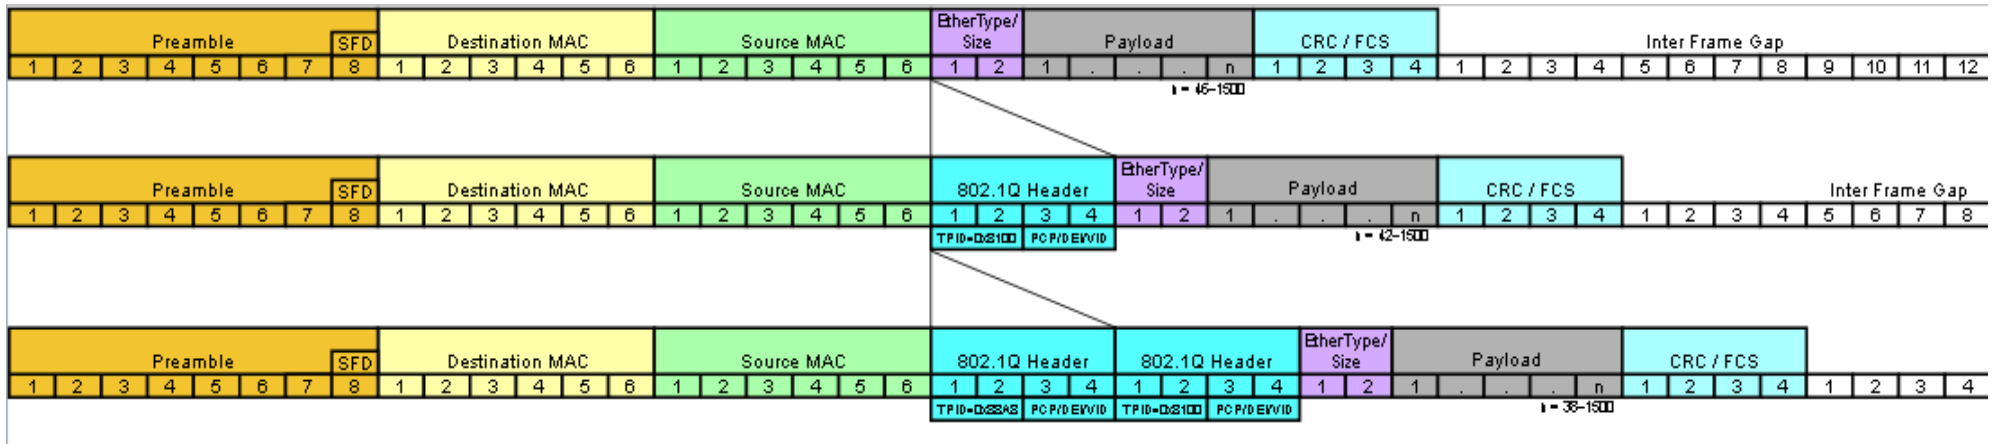 EtherType/
Preamble SFD Destination MAC Source MAC Size Payload CRC / FCS Inter Frame Gap
1 2 3 4 5 6 7 8 1 2 3 4 5 6 1 2 3 4 5 6 1 2 1 . . . n 1 2 3 4 1 2 3 4 5 6 7 8 9 10 11 12
n = 46-1500
EtherType/
Preamble SFD Destination MAC Source MAC 802.1Q Header Size Payload CRC / FCS Inter Frame Gap
1 2 3 4 5 6 7 8 1 2 3 4 5 6 1 2 3 4 5 6 1 2 3 4 1 2 1 . . . n 1 2 3 4 1 2 3 4 5 6 7 8
TPID=0x8100 PCP/DEI/VID
n = 42-1500
EtherType/
Preamble SFD Destination MAC Source MAC 802.1Q Header 802.1Q Header Size Payload CRC / FCS
1 2 3 4 5 6 7 8 1 2 3 4 5 6 1 2 3 4 5 6 1 2 3 4 1 2 3 4 1 2 1 . . . n 1 2 3 4 1 2 3 4
TPID=0x88A8 PCP/DEI/VID TPID=0x8100 PCP/DEI/VID
n = 38-1500